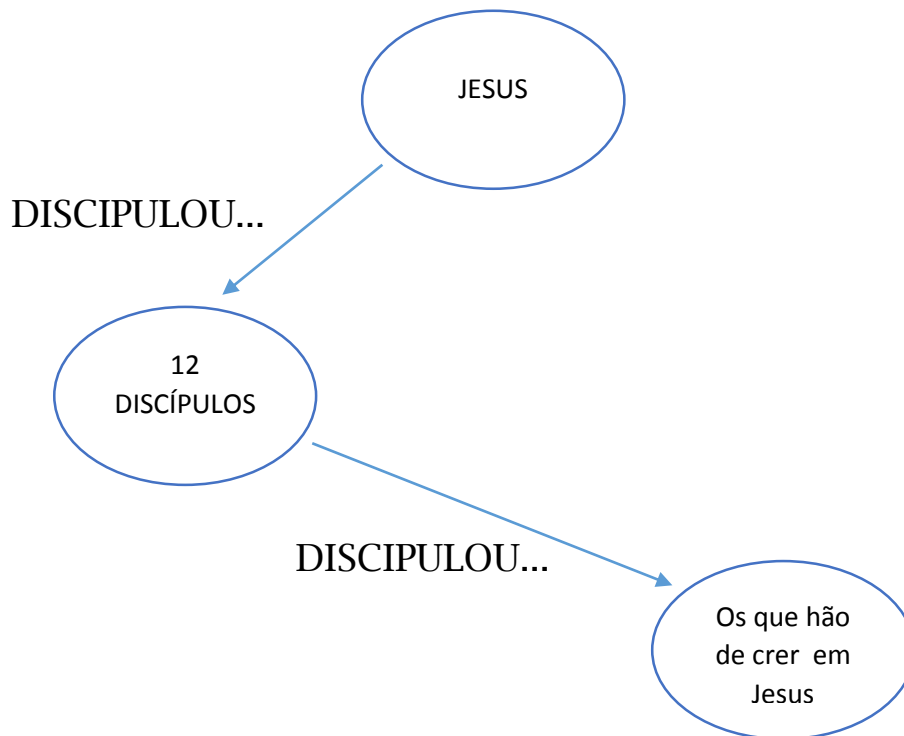 JESUS
DISCIPULOU...
12
DISCÍPULOS
DISCIPULOU...
Os que hão
de crer em
Jesus